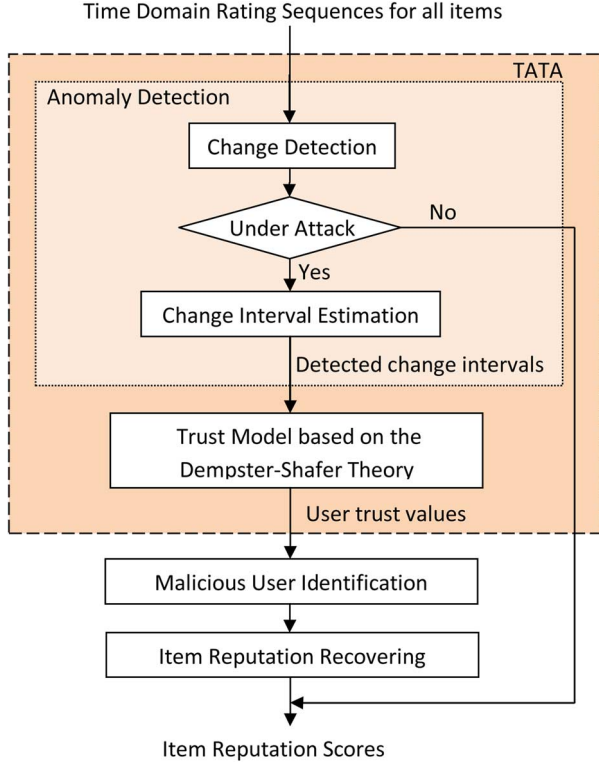 Time Domain Rating Sequences for all items
TATA
Anomaly Detection
Change Detection
Under Attack
No
Yes
Change Interval Estimation
Detected change intervals
Trust Model based on the
Dempster-Shafer Theory
User trust values
Malicious User Identification
Item Reputation Recovering
Item Reputation Scores